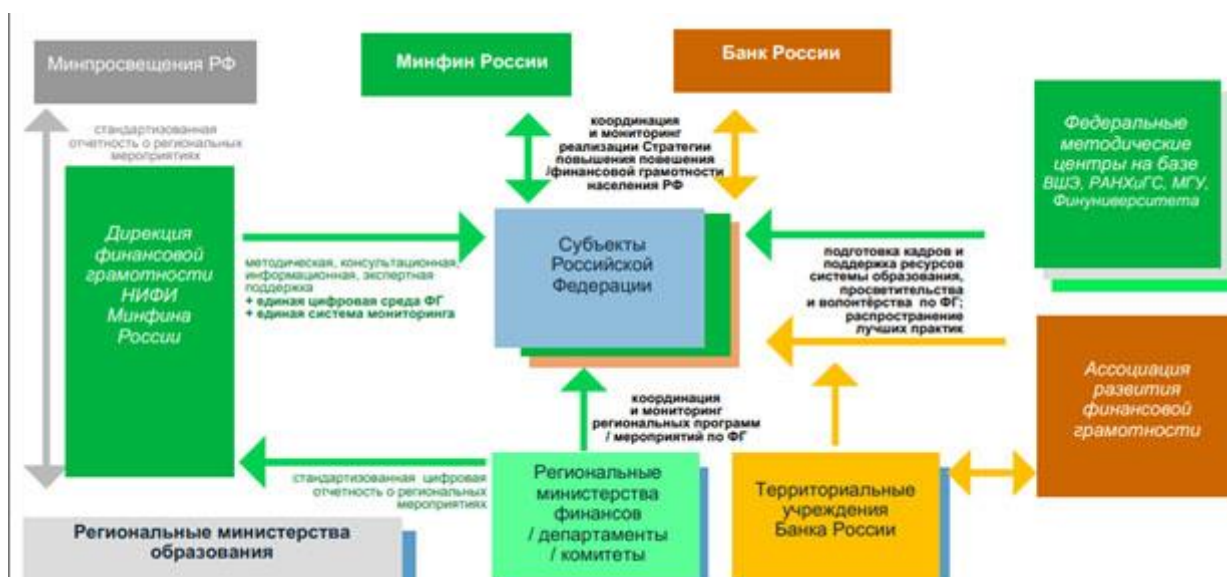 Минпросвещения РФ
Минфин России
Банк России
стандартизованная
отчетность о региональных
мероприятиях
координация
и мониторинг
реализации Стратегии
повышения повешения
/финансовой грамотности
населения РФ
Федеральные
методические
центры на базе
ВШЭ, РАНХиГС, МГУ,
Финуниверситета
Дирекция
финансовой
грамотности
НИФИ
Минфина
России
методическая, консультационная,
информационная, экспертная
поддержка
+ единая цифровая среда ФГ
+ единая система мониторинга
Субъекты
Российской
Федерации
подготовка кадров и
поддержка ресурсов
системы образования,
просветительства
и волонтёрства по ФГ;
распространение
лучших практик
Ассоциация
развития
финансовой
грамотности
координация
и мониторинг
региональных программ
/ мероприятий по ФГ
стандартизованная цифровая
отчетность о региональных
мероприятиях
Региональные
министерства
финансов
/ департаменты
/ комитеты
Территориальные
учреждения
Банка России
Региональные министерства
образования